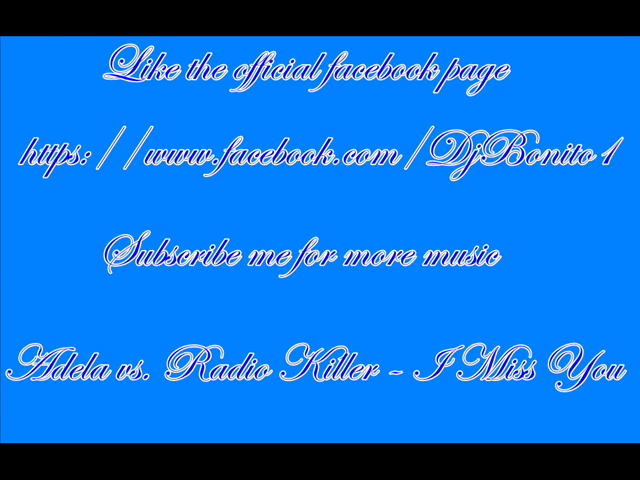 Like the official facebook page
https://www.facebook.com/DjBonito1
Subscribe me for more music
Adela vs. Radio Killer - I Miss You